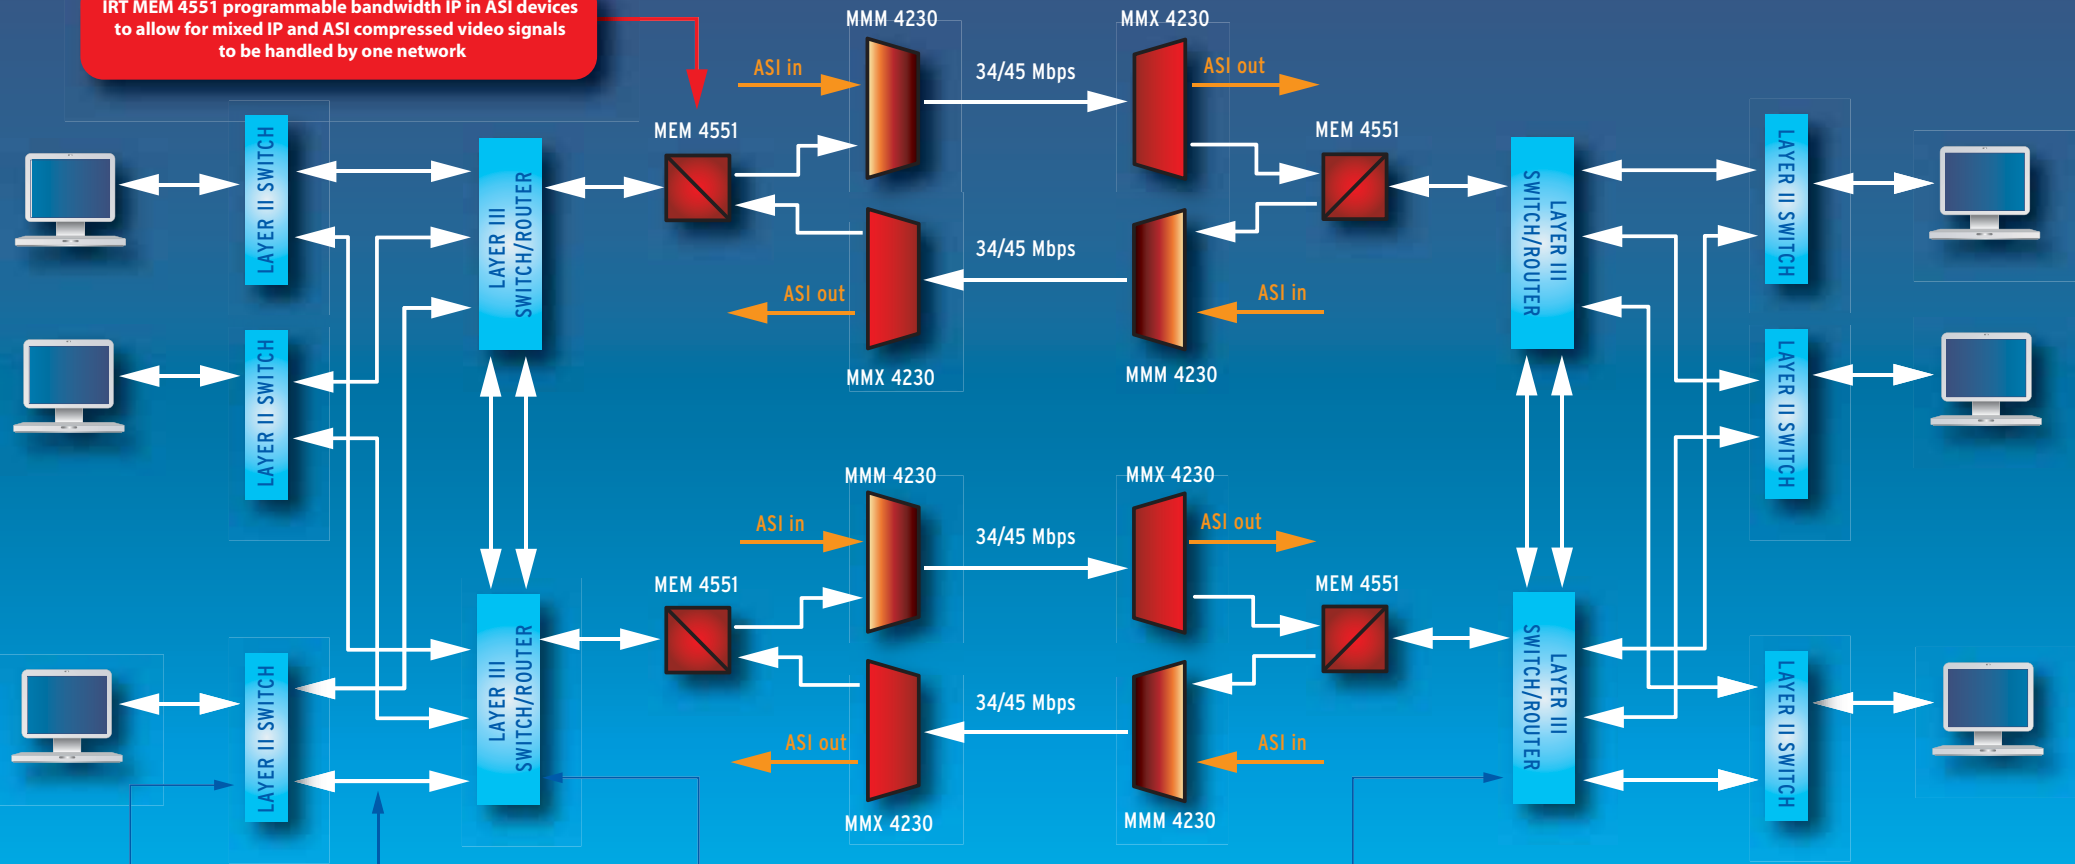 IRT MEM 4551 programmable bandwidth IP in ASI devices
to allow for mixed IP and ASI compressed video signals
to be handled by one network
MMM 4230
MMX 4230
ASI in
34/45 Mbps
ASI out
MEM 4551
MEM 4551
LAYER II SWITCH
LAYER III
SWITCH/ROUTER
LAYER III
SWITCH/ROUTER
LAYER II SWITCH
34/45 Mbps
ASI out
ASI in
MMX 4230
MMM 4230
LAYER II SWITCH
LAYER II SWITCH
MMM 4230
MMX 4230
ASI in
34/45 Mbps
ASI out
MEM 4551
MEM 4551
LAYER II SWITCH
LAYER III
SWITCH/ROUTER
LAYER III
SWITCH/ROUTER
LAYER II SWITCH
34/45 Mbps
ASI out
ASI in
MMX 4230
MMM 4230